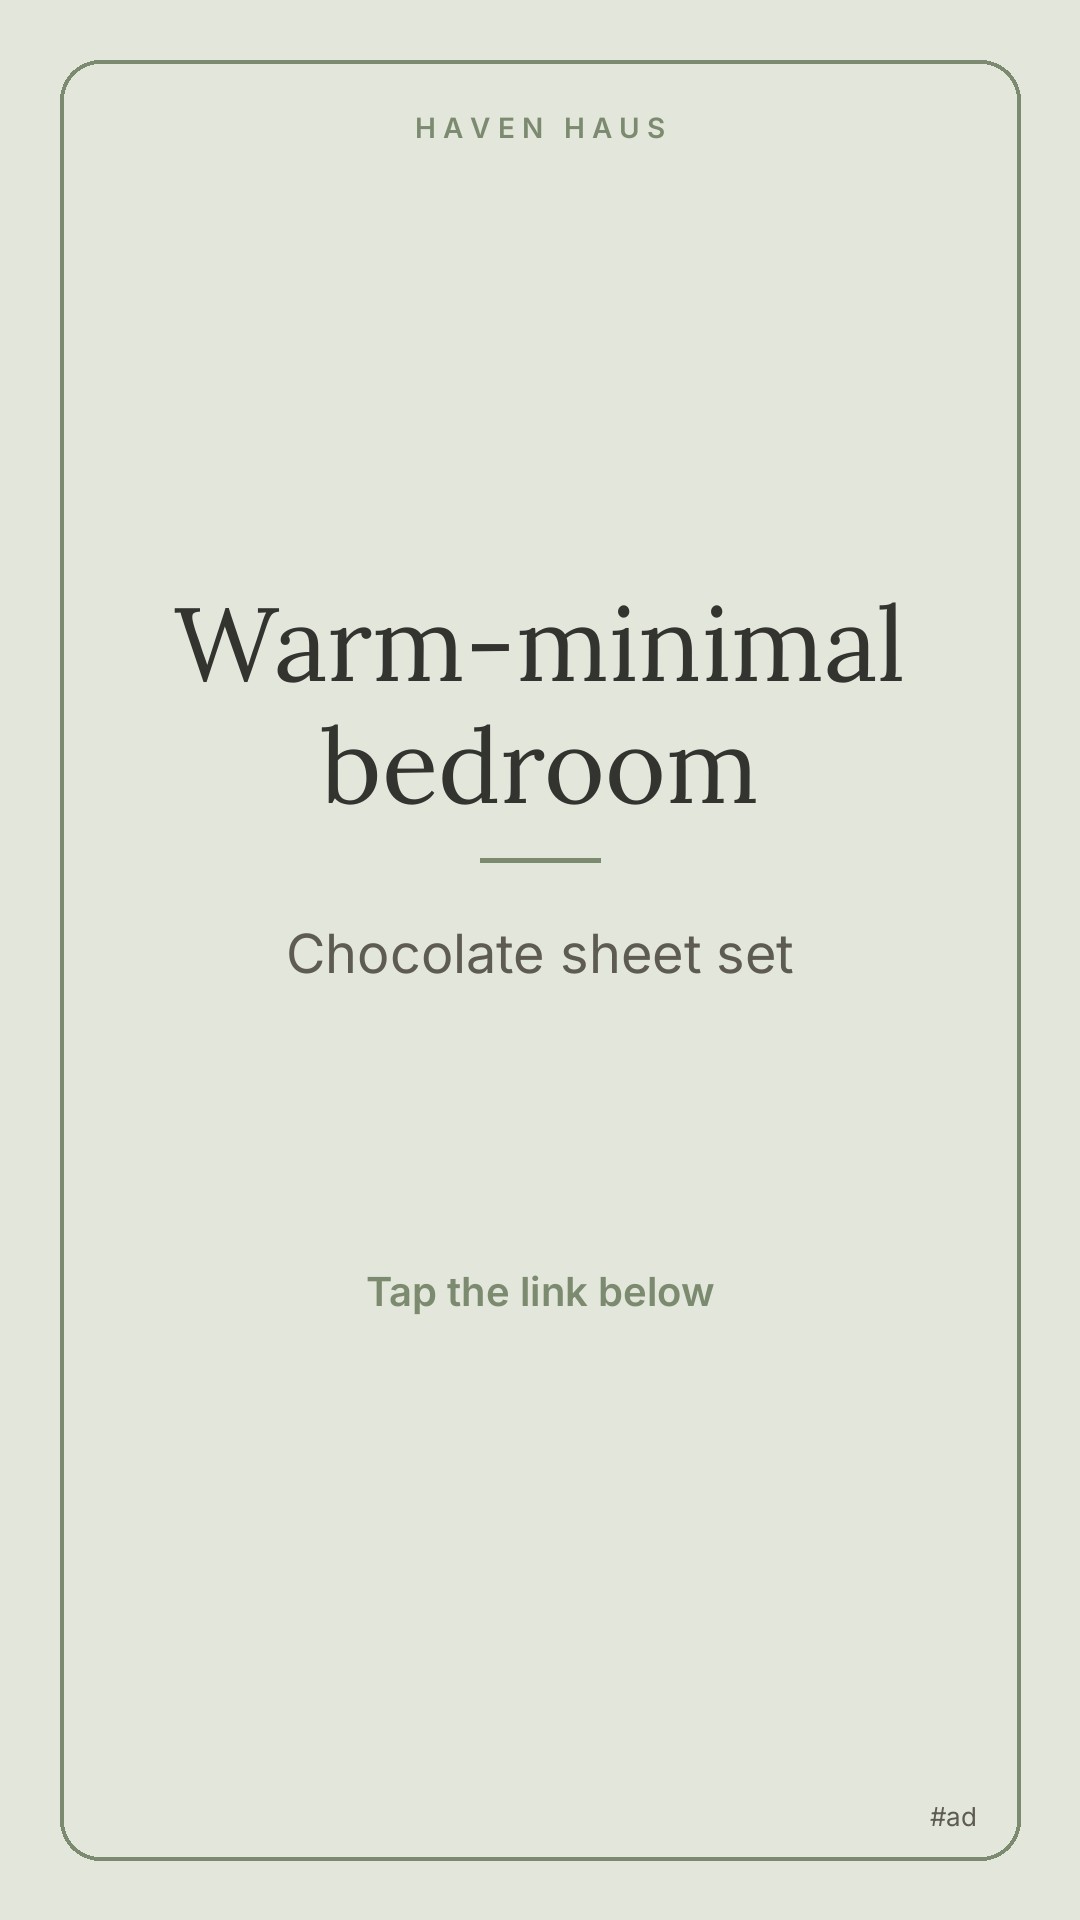 HAVEN HAUS
Warm-minimal
bedroom
Chocolate sheet set
Tap the link below
#ad